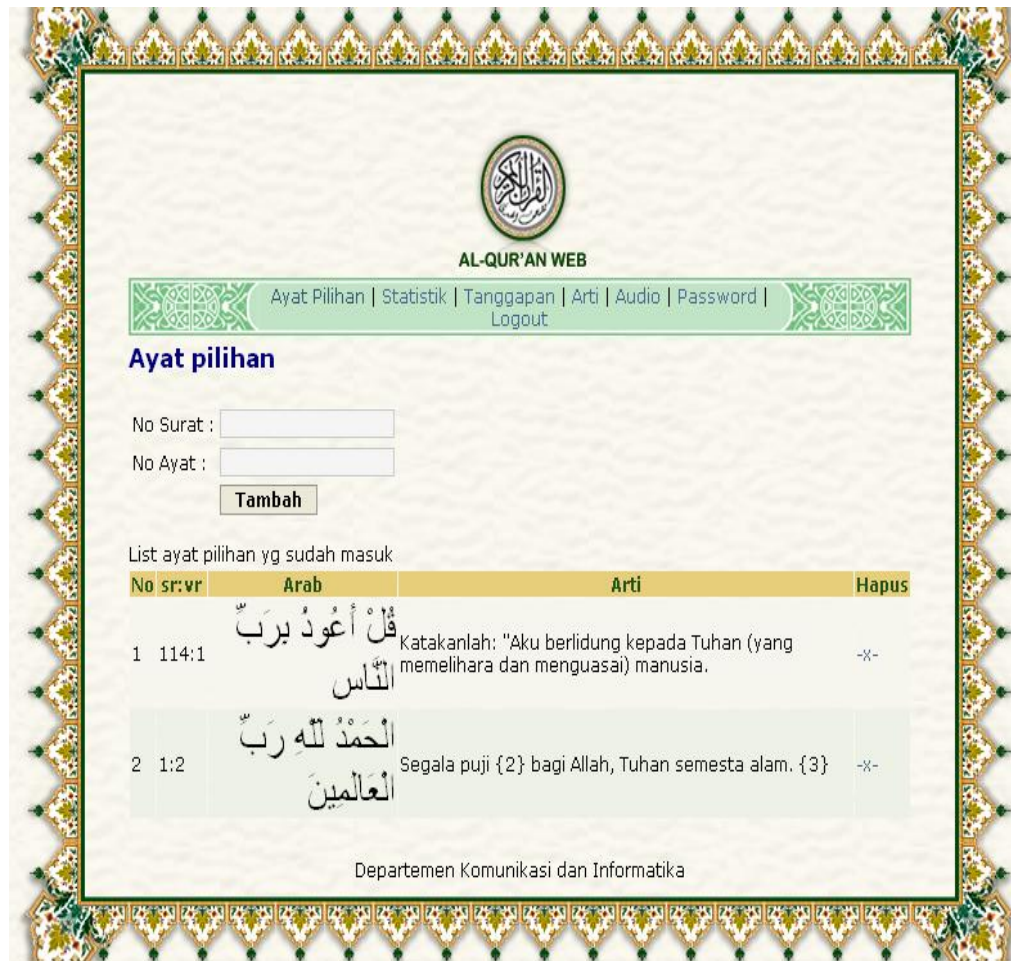 AL-QUR'AN WEB
Ayat Pilihan | Statistik | Tanggapan | Arti | Audio | Password |
Logout
Ayat pilihan
No Surat :
No Ayat :
Tambah
List ayat pilihan yg sudah masuk
No sr:vr Arab Arti Hapus
1 114:1 قُلْ أَعُوذُ بِرَبِّ
النَّاسِ
Katakanlah: "Aku berlidung kepada Tuhan (yang
memelihara dan menguasai) manusia.
-x-
2 1:2 الْحَمْدُ لِلّهِ رَبِّ
الْعَالَمِينَ
Segala puji {2} bagi Allah, Tuhan semesta alam. {3}
-x-
Departemen Komunikasi dan Informatika